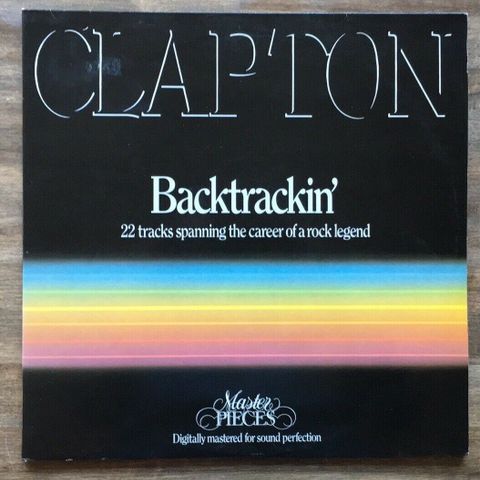 CLAPTON
Backtrackin'
22 tracks spanning the career of a rock legend
Master
PIECES
Digitally mastered for sound perfection